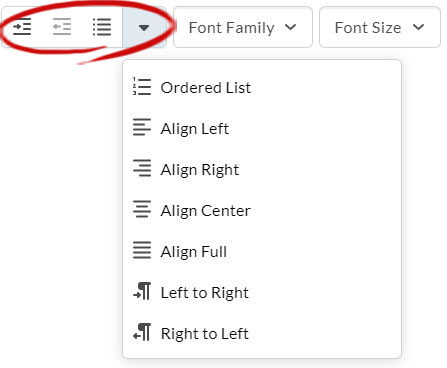 Font Family
Font Size
Ordered List
Align Left
Align Right
Align Center
Align Full
Left to Right
Right to Left